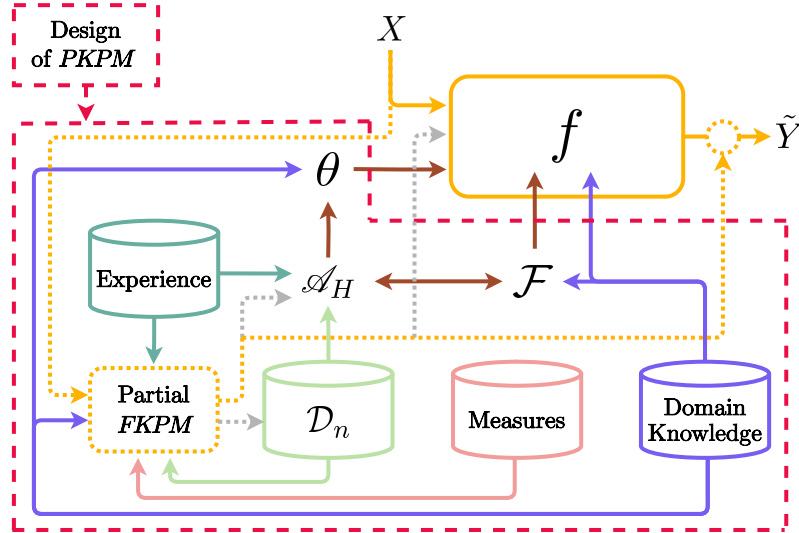 Design
of PKPM
X
f
Ỹ
θ
Experience
𝒜_H
ℱ
Partial
FKPM
𝒟_n
Measures
Domain
Knowledge